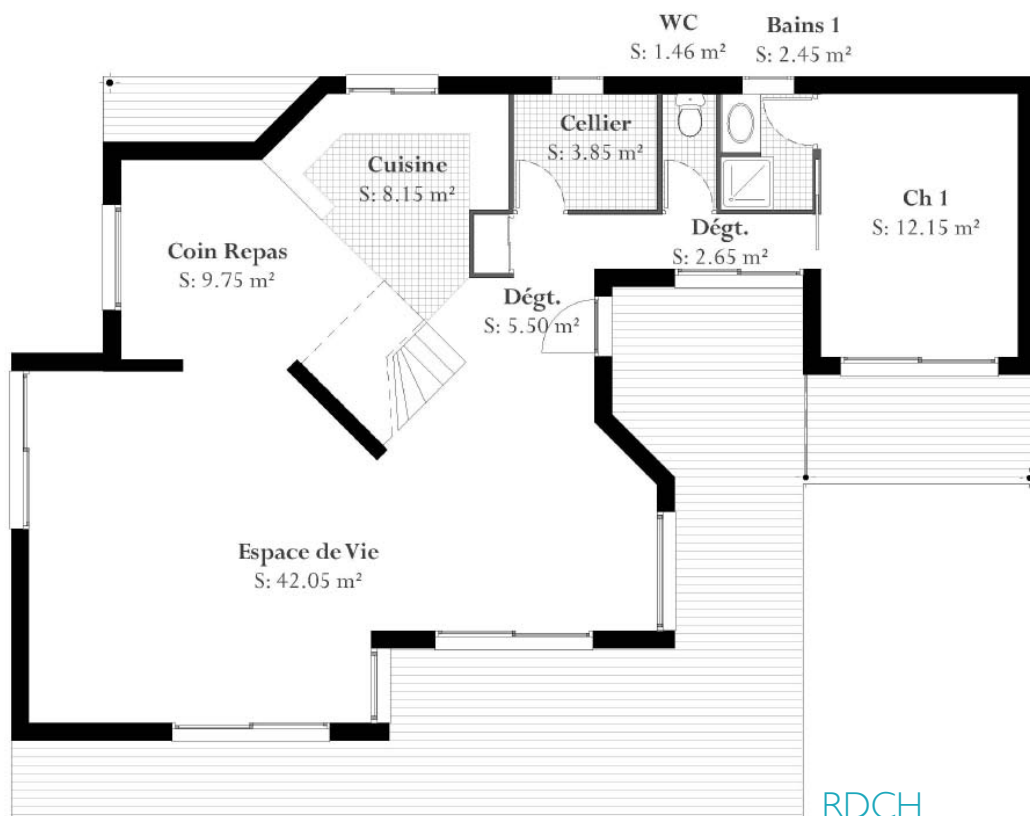 WC
S: 1.46 m²
Bains 1
S: 2.45 m²
Cellier
S: 3.85 m²
Cuisine
S: 8.15 m²
Ch 1
S: 12.15 m²
Coin Repas
S: 9.75 m²
Dégt.
S: 2.65 m²
Dégt.
S: 5.50 m²
Espace de Vie
S: 42.05 m²
RDCH